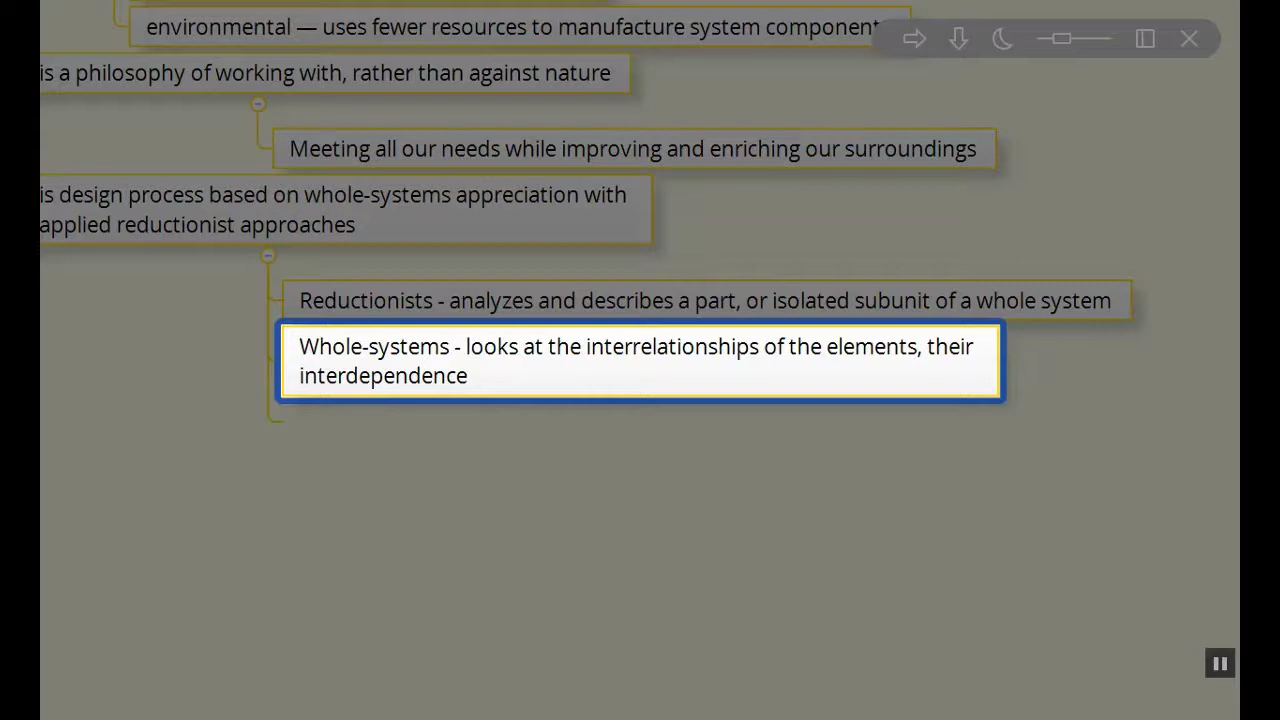 environmental — uses fewer resources to manufacture system component
is a philosophy of working with, rather than against nature
Meeting all our needs while improving and enriching our surroundings
is design process based on whole-systems appreciation with
applied reductionist approaches
Reductionists - analyzes and describes a part, or isolated subunit of a whole system
Whole-systems - looks at the interrelationships of the elements, their
interdependence